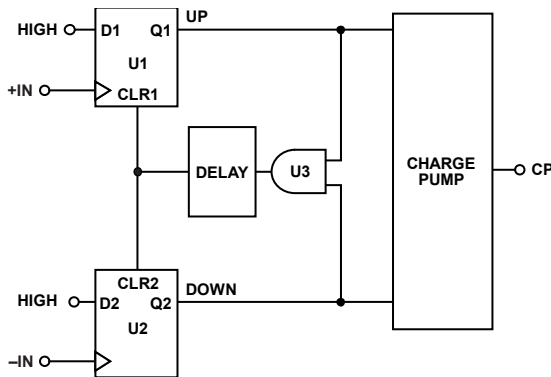 HIGH
D1
Q1
UP
U1
+IN
CLR1
DELAY
U3
CHARGE
PUMP
CP
CLR2
HIGH
D2
Q2
DOWN
U2
–IN